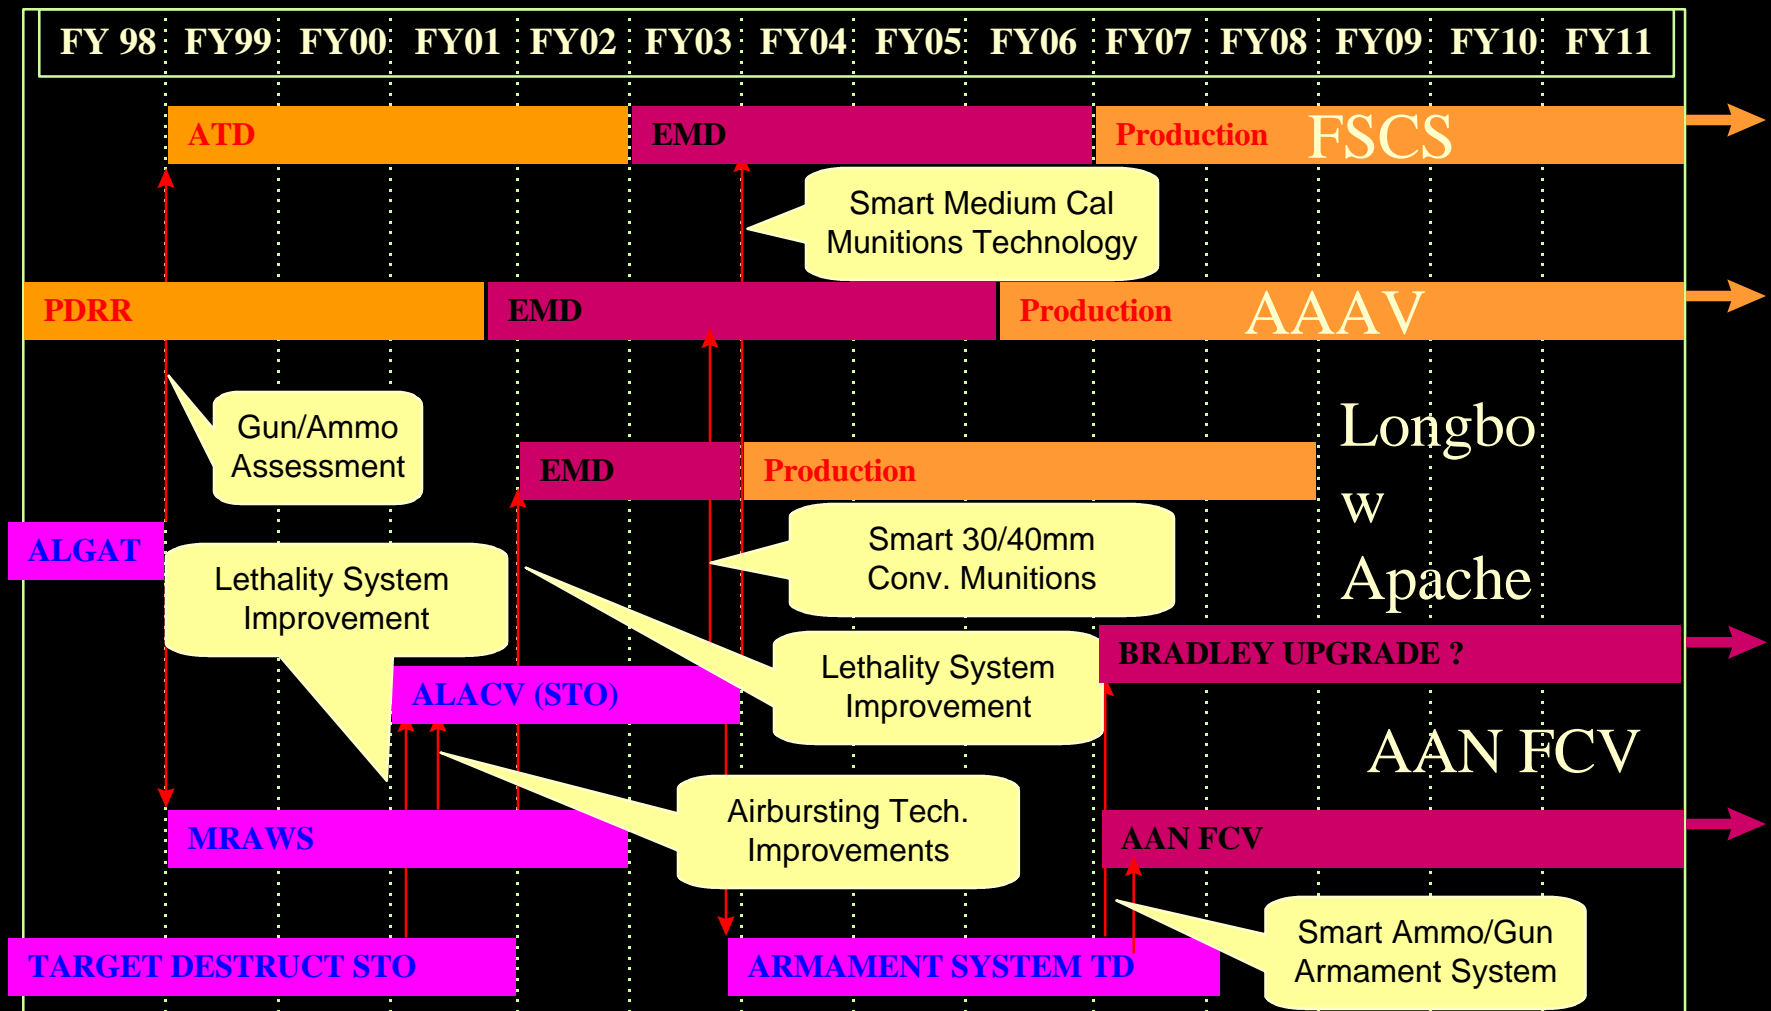 FY 98 FY99 FY00 FY01 FY02 FY03 FY04 FY05 FY06 FY07 FY08 FY09 FY10 FY11
ATD EMD Production FSCS
Smart Medium Cal
Munitions Technology
PDRR EMD Production AAAV
Gun/Ammo
Assessment
Longbo
w
Apache
EMD Production
ALGAT
Smart 30/40mm
Conv. Munitions
Lethality System
Improvement
BRADLEY UPGRADE ?
Lethality System
Improvement
ALACV (STO)
AAN FCV
Airbursting Tech.
Improvements
MRAWS
AAN FCV
Smart Ammo/Gun
Armament System
TARGET DESTRUCT STO
ARMAMENT SYSTEM TD